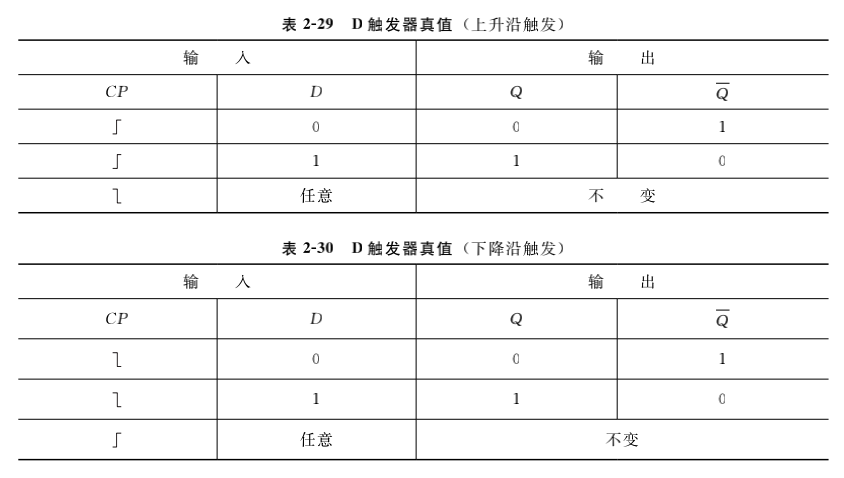 表 2-29 D 触发器真值（上升沿触发）
输 入 输 出
CP D Q Q̅
⎰ 0 0 1
⎰ 1 1 0
⎱ 任意 不 变
表 2-30 D 触发器真值（下降沿触发）
输 入 输 出
CP D Q Q̅
⎱ 0 0 1
⎱ 1 1 0
⎰ 任意 不变